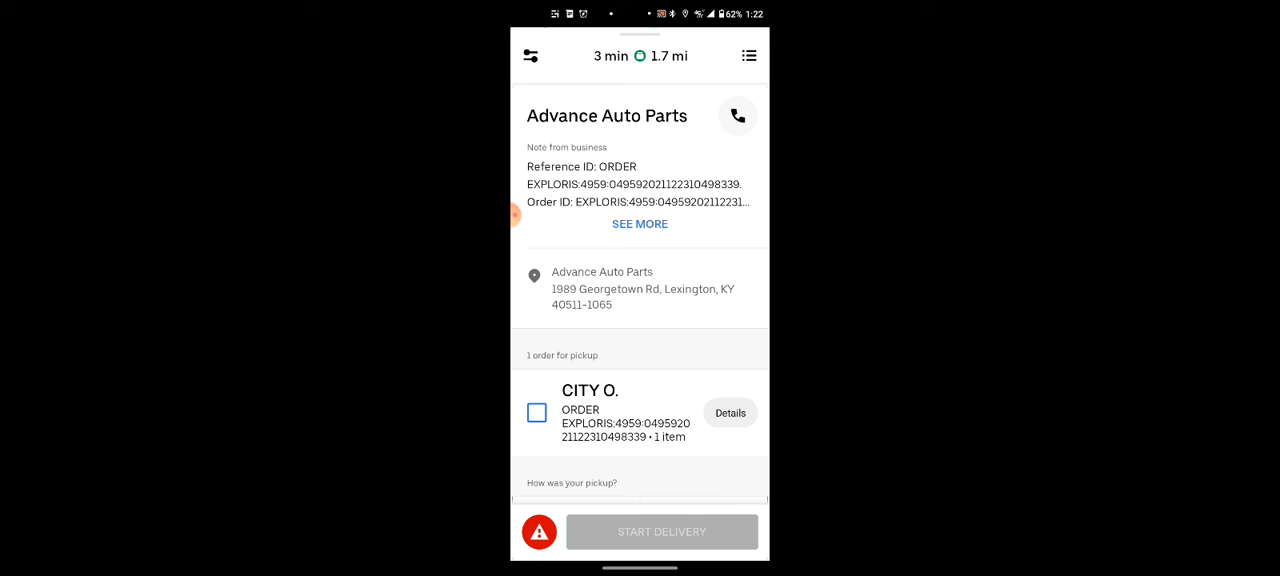 62% 1:22
3 min 1.7 mi
Advance Auto Parts
Note from business
Reference ID: ORDER
EXPLORIS:4959:049592021122310498339.
Order ID: EXPLORIS:4959:04959202112231...
SEE MORE
Advance Auto Parts
1989 Georgetown Rd, Lexington, KY
40511-1065
1 order for pickup
CITY O.
ORDER
EXPLORIS:4959:0495920
21122310498339 • 1 item
Details
How was your pickup?
START DELIVERY